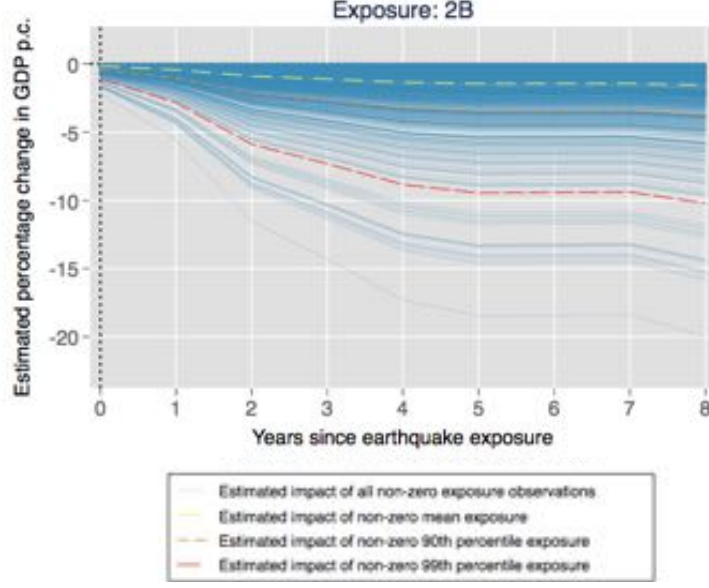 Exposure: 2B
Estimated percentage change in GDP p.c.
0
-5
-10
-15
-20
0 1 2 3 4 5 6 7 8
Years since earthquake exposure
Estimated impact of all non-zero exposure observations
Estimated impact of non-zero mean exposure
Estimated impact of non-zero 90th percentile exposure
Estimated impact of non-zero 99th percentile exposure